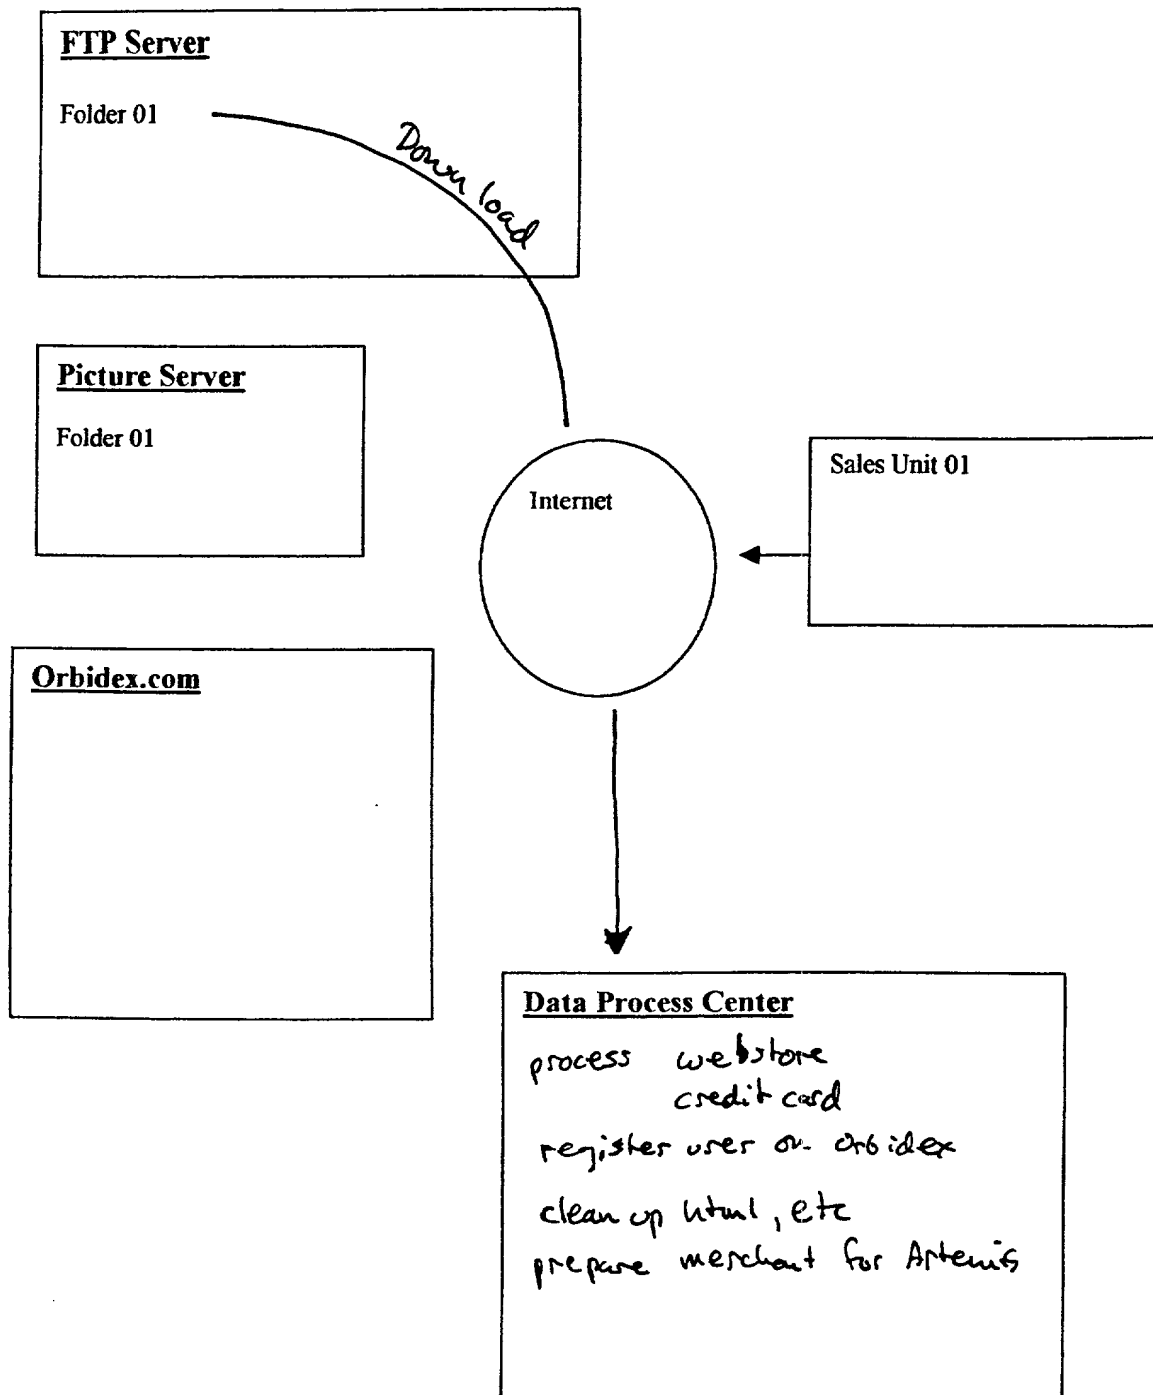 FTP Server
Folder 01
Down load
Picture Server
Folder 01
Internet
Sales Unit 01
Orbidex.com
Data Process Center
process webstore
credit card
register user on orbidex
clean up html, etc
prepare merchant for Artemis